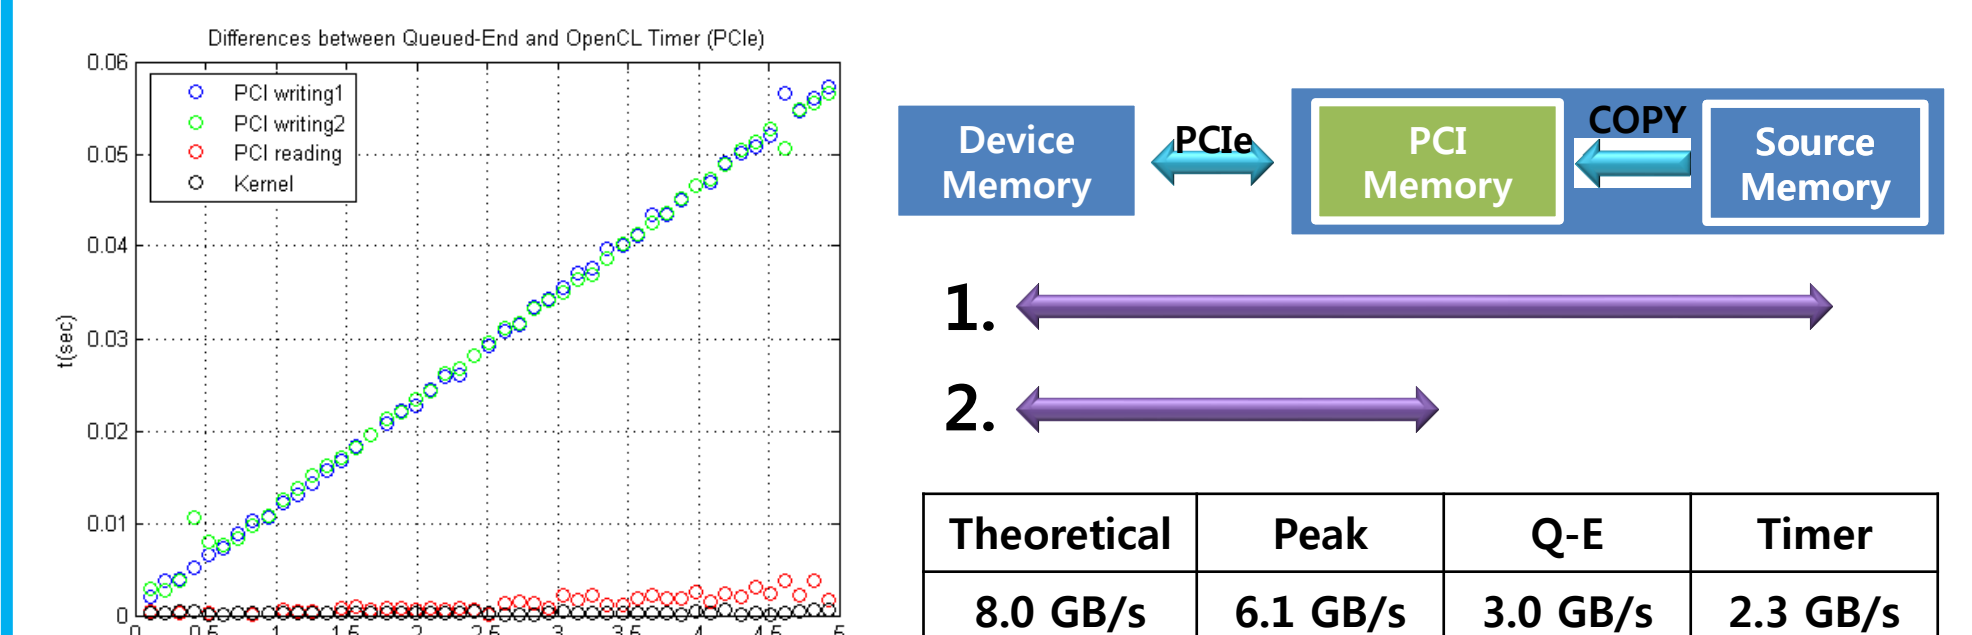 Differences between Queued-End and OpenCL Timer (PCIe)
0.06
0.05
0.04
0.03
0.02
0.01
0
t(sec)
PCI writing1
PCI writing2
PCI reading
Kernel
0 0.5 1 1.5 2 2.5 3 3.5 4 4.5 5
Device
Memory
PCIe
PCI
Memory
COPY
Source
Memory
1.
2.
Theoretical Peak Q-E Timer
8.0 GB/s 6.1 GB/s 3.0 GB/s 2.3 GB/s